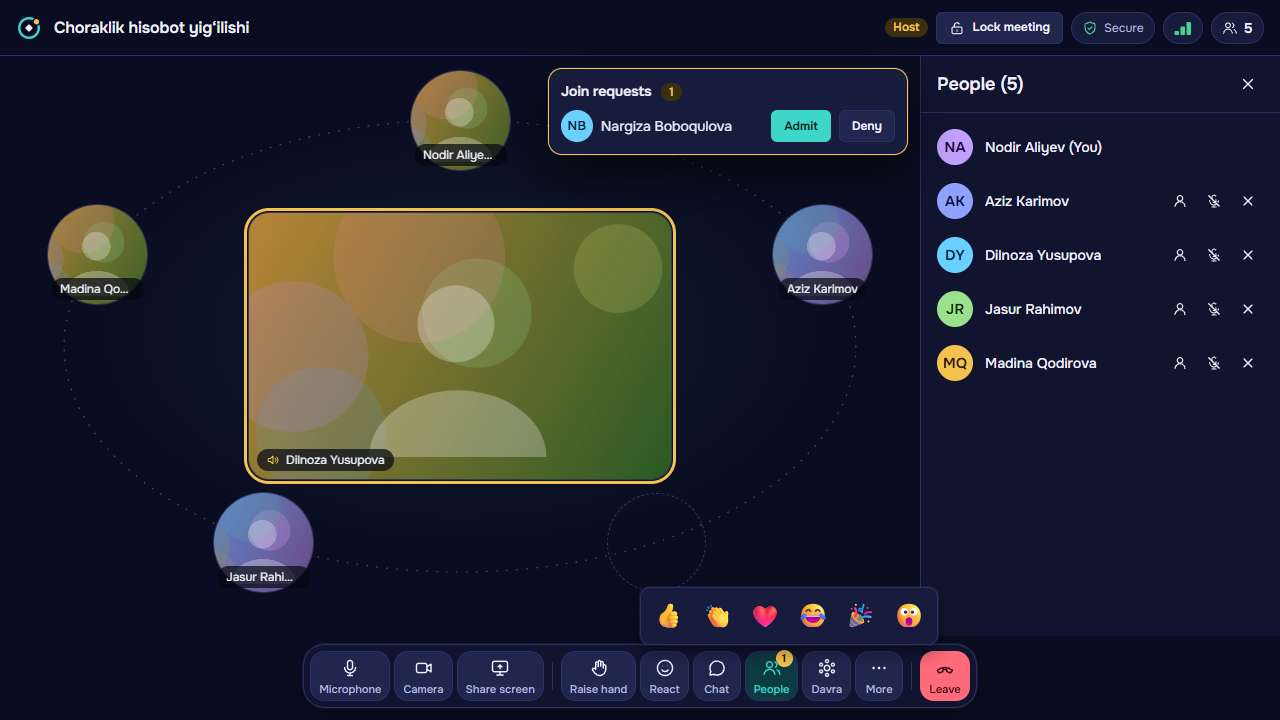 Choraklik hisobot yigʻilishi
Host
Lock meeting
Secure
5
Nodir Aliye...
Join requests 1
NB Nargiza Boboqulova Admit Deny
Madina Qo...
Aziz Karimov
Dilnoza Yusupova
Jasur Rahi...
People (5)
NA Nodir Aliyev (You)
AK Aziz Karimov
DY Dilnoza Yusupova
JR Jasur Rahimov
MQ Madina Qodirova
Microphone
Camera
Share screen
Raise hand
React
Chat
1
People
Davra
More
Leave